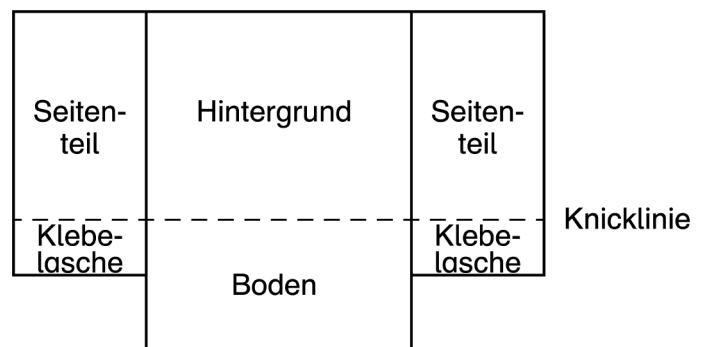 Seiten-
teil
Hintergrund
Seiten-
teil
Knicklinie
Klebe-
lasche
Klebe-
lasche
Boden